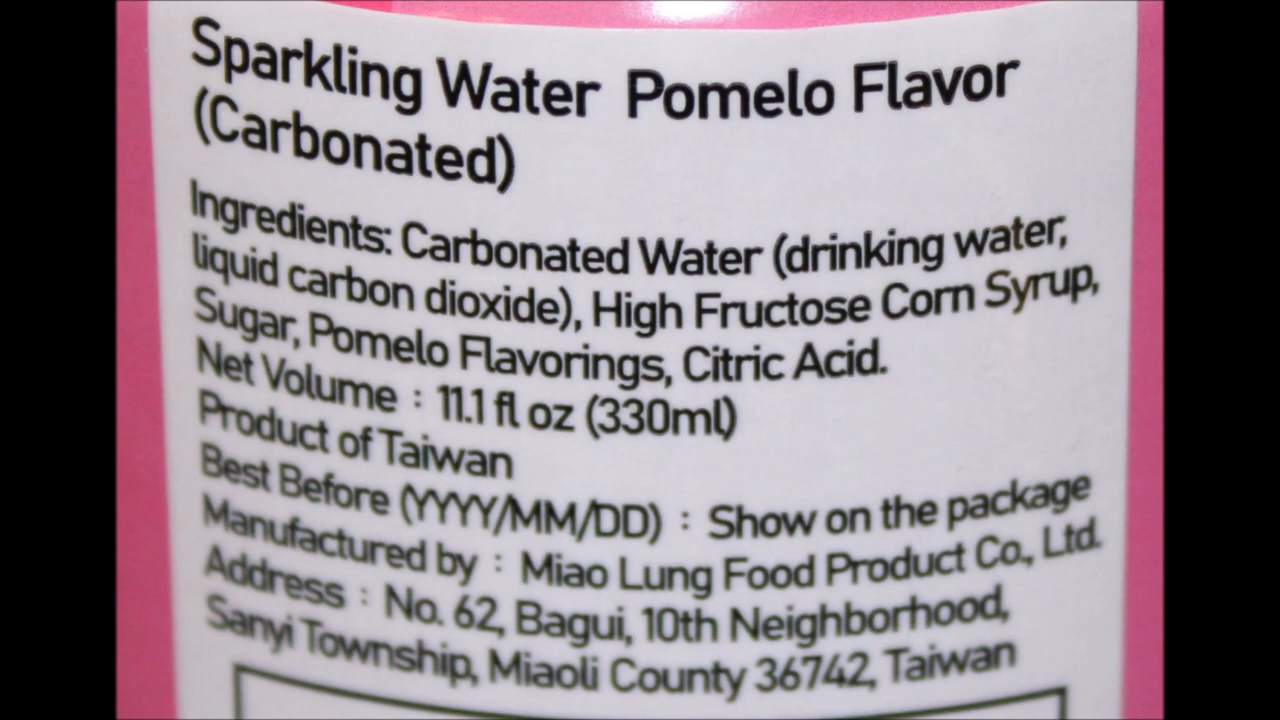 Sparkling Water Pomelo Flavor
(Carbonated)
Ingredients: Carbonated Water (drinking water,
liquid carbon dioxide), High Fructose Corn Syrup,
Sugar, Pomelo Flavorings, Citric Acid.
Net Volume : 11.1 fl oz (330ml)
Product of Taiwan
Best Before (YYYY/MM/DD) : Show on the package
Manufactured by : Miao Lung Food Product Co., Ltd.
Address : No. 62, Bagui, 10th Neighborhood,
Sanyi Township, Miaoli County 36742, Taiwan